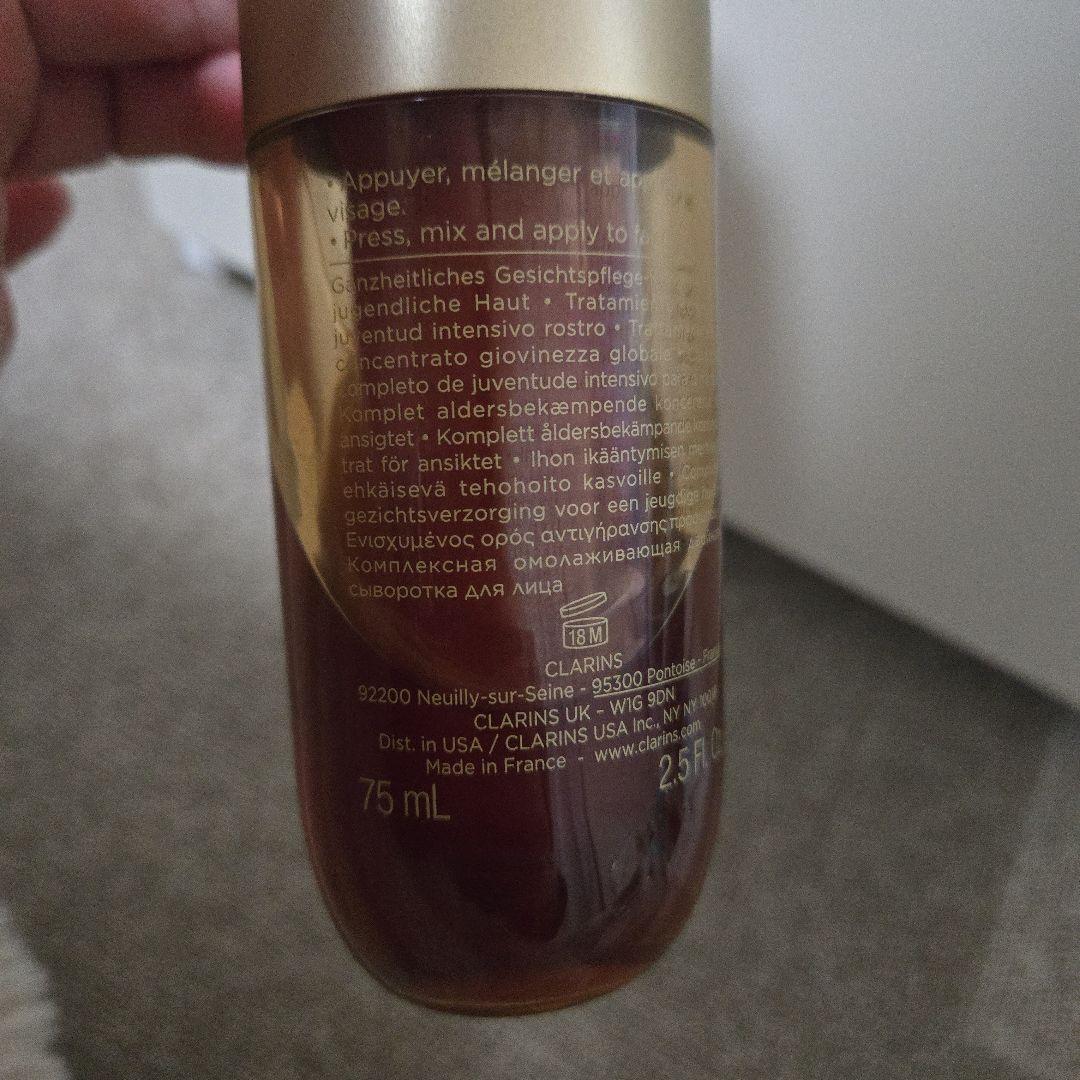 • Appuyer, mélanger et
visage.
• Press, mix and apply to
Ganzheitliches Gesichtspflege-
jugendliche Haut •
juventud intensivo rostro •
concentrato giovinezza globale
completo de juventude intensivo para
Komplet aldersbekæmpende
ansigtet • Komplett åldersbekämpande
trat för ansiktet • Ihon ikääntymisen
ehkäisevä tehohoito kasvoille •
gezichtsverzorging voor een jeugdige
Ενισχυμένος ορός αντιγήρανσης
Комплексная омолаживающая
сыворотка для лица
18 M
CLARINS
92200 Neuilly-sur-Seine - 95300 Pontoise - France
CLARINS UK - W1G 9DN
Dist. in USA / CLARINS USA Inc., NY NY
Made in France - www.clarins.com
75 mL 2.5 Fl.